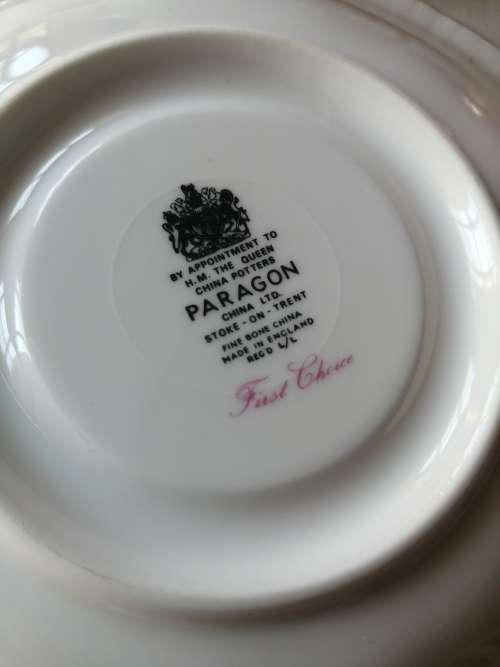 BY APPOINTMENT TO
H.M. THE QUEEN
CHINA POTTERS
PARAGON
CHINA LTD.
STOKE-ON-TRENT
FINE BONE CHINA
MADE IN ENGLAND
REG'D L/L
First Choice